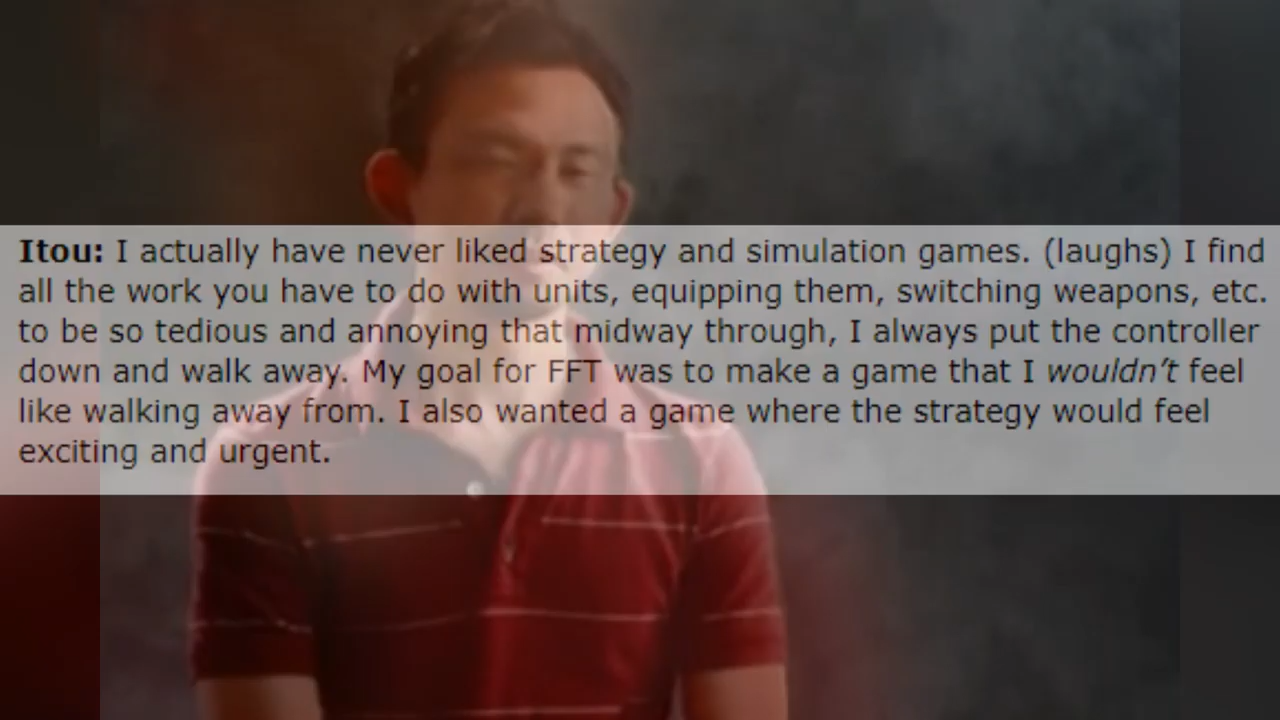 Itou: I actually have never liked strategy and simulation games. (laughs) I find
all the work you have to do with units, equipping them, switching weapons, etc.
to be so tedious and annoying that midway through, I always put the controller
down and walk away. My goal for FFT was to make a game that I wouldn’t feel
like walking away from. I also wanted a game where the strategy would feel
exciting and urgent.